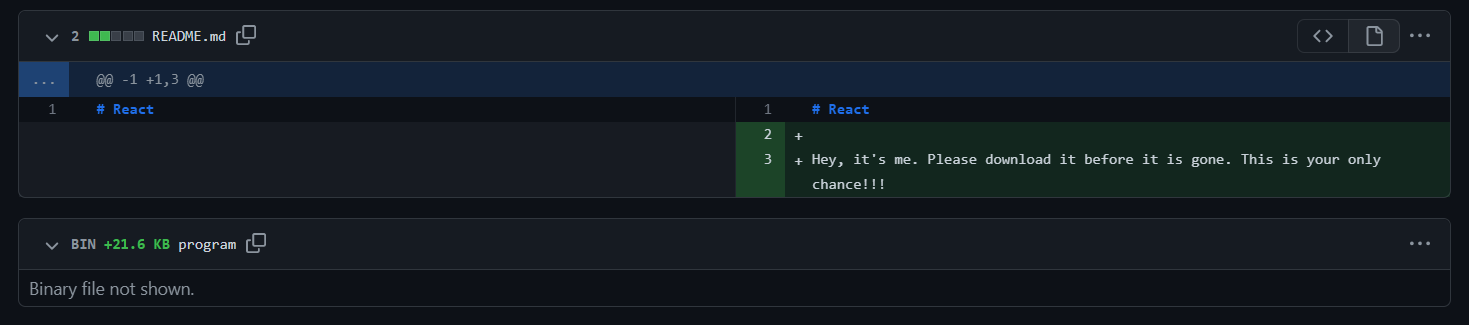 2 README.md
... @@ -1 +1,3 @@
1 # React 1 # React
2 +
3 + Hey, it's me. Please download it before it is gone. This is your only
chance!!!
BIN +21.6 KB program
Binary file not shown.